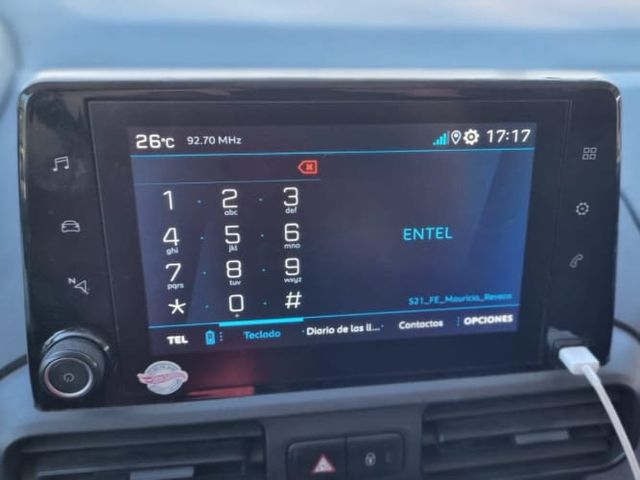 26°C 92.70 MHz 17:17
1 2 3
abc def
4 5 6
ghi jkl mno
ENTEL
7 8 9
pqrs tuv wxyz
* 0 #
+
S21_FE_Mauricio_Reveco
TEL Teclado Diario de las ll... Contactos OPCIONES
N